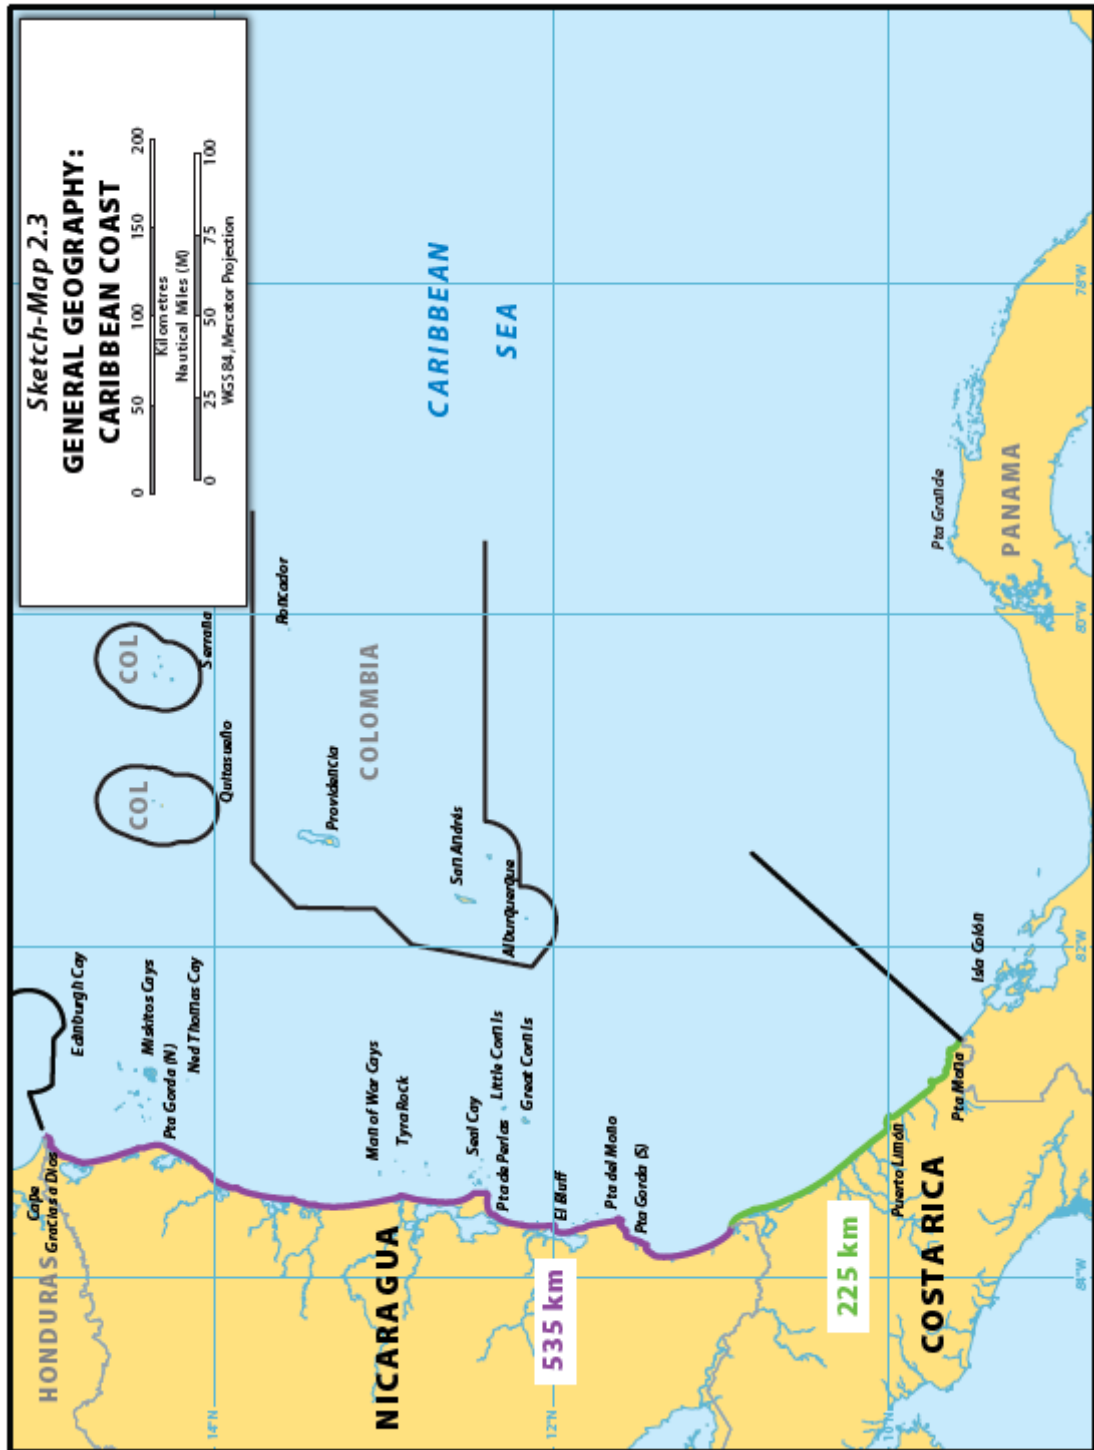 Sketch-Map 2.3
GENERAL GEOGRAPHY:
CARIBBEAN COAST
0 50 100 150 200
Kilometres
Nautical Miles (M)
0 25 50 75 100
WGS 84, Mercator Projection
HONDURAS
Cape
Gracias a Dios
Edinburgh Cay
Miskitos Cays
Pta Gorda (N)
Ned Thomas Cay
COL
Quitasueño
COL
Serrana
14°N
Roncador
Providencia
COLOMBIA
NICARAGUA
Man of War Cays
Tyra Rock
San Andrés
CARIBBEAN
SEA
Seal Cay
Pta de Perlas
Little Corn Is
Great Corn Is
Alburquerque
535 km
12°N
El Bluff
Pta del Mono
Pta Gorda (S)
225 km
10°N
Puerto Limón
COSTA RICA
Pta Mona
Isla Colón
Pta Grande
PANAMA
84°W
82°W
80°W
78°W